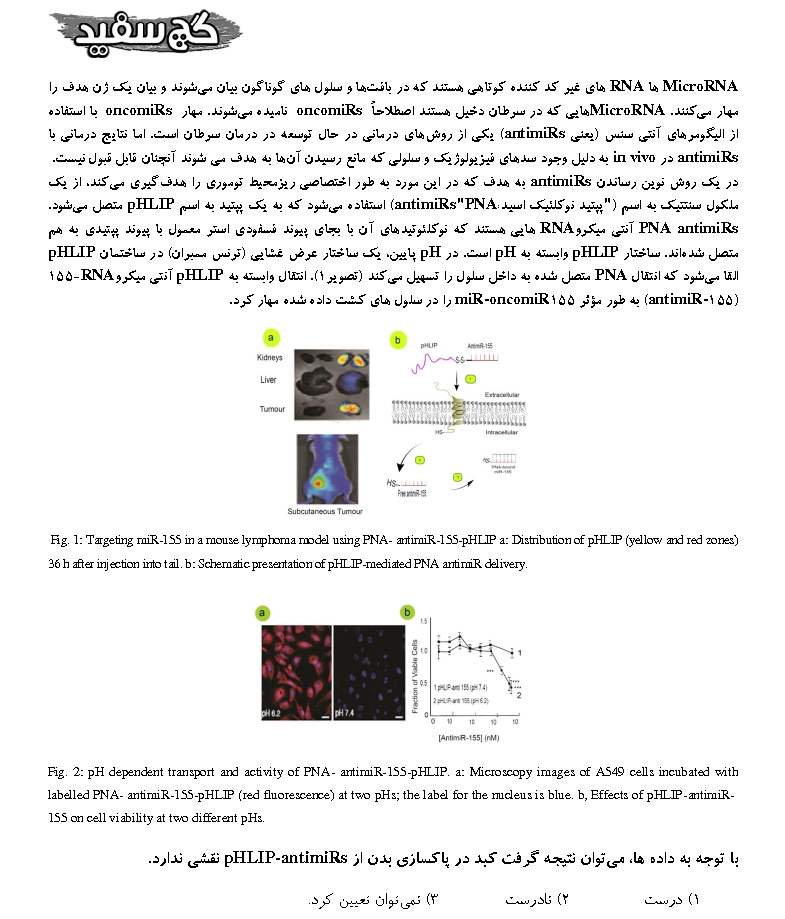 گچ سفید
MicroRNA ها RNA های غیر کد کننده کوتاهی هستند که در بافت‌ها و سلول های گوناگون بیان می‌شوند و بیان یک ژن هدف را
مهار می‌کنند. MicroRNAهایی که در سرطان دخیل هستند اصطلاحاً oncomiRs نامیده می‌شوند. مهار oncomiRs با استفاده
از الیگومرهای آنتی سنس (یعنی antimiRs) یکی از روش‌های درمانی در حال توسعه در درمان سرطان است. اما نتایج درمانی با
antimiRs در in vivo به دلیل وجود سدهای فیزیولوژیک و سلولی که مانع رسیدن آن‌ها به هدف می شوند آنچنان قابل قبول نیست.
در یک روش نوین رساندن antimiRs به هدف که در این مورد به طور اختصاصی ریزمحیط توموری را هدف‌گیری می‌کند، از یک
ملکول سنتتیک به اسم ("پپتید نوکلئیک اسید:antimiRs"PNA) استفاده می‌شود که به یک پپتید به اسم pHLIP متصل می‌شود.
PNA antimiRs آنتی میکروRNA هایی هستند که نوکلئوتیدهای آن با بجای پیوند فسفودی استر معمول با پیوند پپتیدی به هم
متصل شده‌اند. ساختار pHLIP وابسته به pH است. در pH پایین، یک ساختار عرض غشایی (ترنس ممبران) در ساختمان pHLIP
القا می‌شود که انتقال PNA متصل شده به داخل سلول را تسهیل می‌کند (تصویر۱). انتقال وابسته به pHLIP آنتی میکروRNA-۱۵۵
(antimiR-۱۵۵) به طور مؤثر miR-oncomiR۱۵۵ را در سلول های کشت داده شده مهار کرد.
a
Kidneys
Liver
Tumour
Subcutaneous Tumour
b
pHLIP
AntimiR-155
S-S
Extracellular
HS
Intracellular
HS
Free antimiR-155
HS
PNA-bound
miR-155
Fig. 1: Targeting miR-155 in a mouse lymphoma model using PNA- antimiR-155-pHLIP a: Distribution of pHLIP (yellow and red zones)
36 h after injection into tail. b: Schematic presentation of pHLIP-mediated PNA antimiR delivery.
a
pH 6.2
pH 7.4
b
Fraction of Viable Cells
1.5
1.0
0.5
0
1
2
1 pHLIP-anti 155 (pH 7.4)
2 pHLIP-anti 155 (pH 6.2)
0 10 10 10 10
[AntimiR-155] (nM)
Fig. 2: pH dependent transport and activity of PNA- antimiR-155-pHLIP. a: Microscopy images of A549 cells incubated with
labelled PNA- antimiR-155-pHLIP (red fluorescence) at two pHs; the label for the nucleus is blue. b, Effects of pHLIP-antimiR-
155 on cell viability at two different pHs.
با توجه به داده ها، می‌توان نتیجه گرفت کبد در پاکسازی بدن از pHLIP-antimiRs نقشی ندارد.
۱) درست ۲) نادرست ۳) نمی‌توان تعیین کرد.